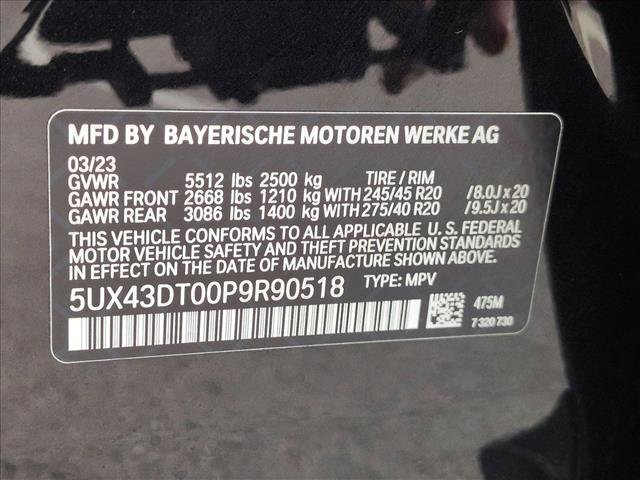 MFD BY BAYERISCHE MOTOREN WERKE AG
03/23
GVWR 5512 lbs 2500 kg TIRE / RIM
GAWR FRONT 2668 lbs 1210 kg WITH 245/45 R20 /8.0J x 20
GAWR REAR 3086 lbs 1400 kg WITH 275/40 R20 /9.5J x 20
THIS VEHICLE CONFORMS TO ALL APPLICABLE U. S. FEDERAL
MOTOR VEHICLE SAFETY AND THEFT PREVENTION STANDARDS
IN EFFECT ON THE DATE OF MANUFACTURE SHOWN ABOVE.
5UX43DT00P9R90518 TYPE: MPV
475M
7 320 730